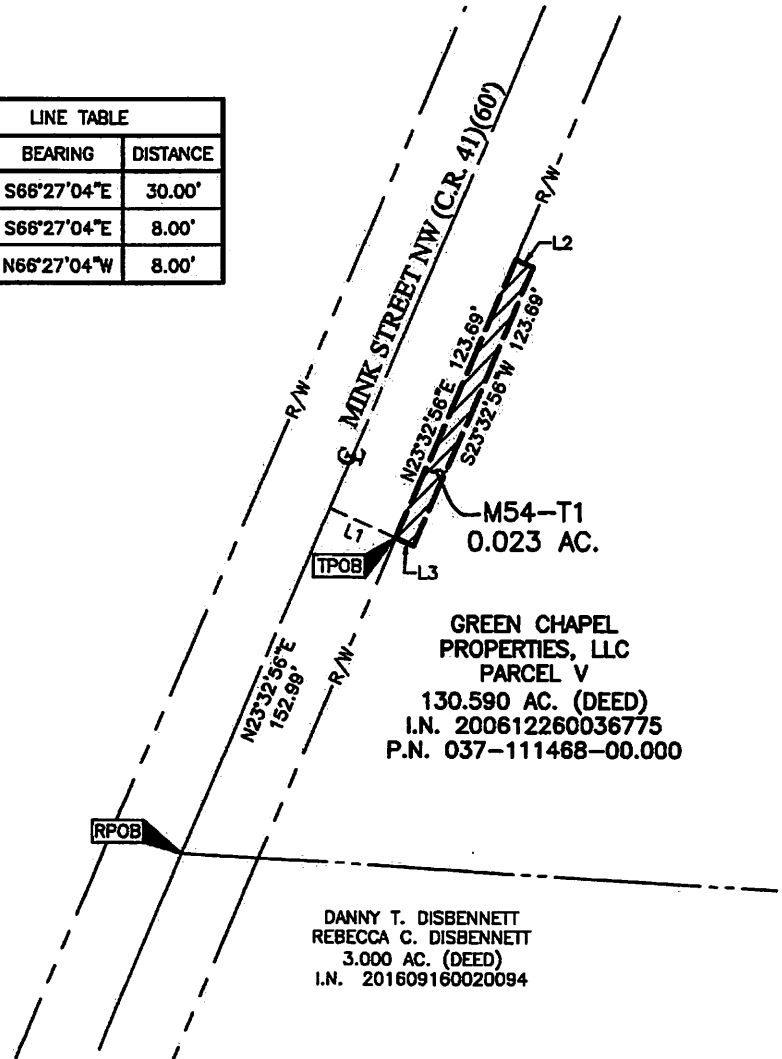 LINE TABLE
BEARING DISTANCE
S66°27'04"E 30.00'
S66°27'04"E 8.00'
N66°27'04"W 8.00'
MINK STREET NW (C.R. 41)(60')
R/W
R/W
L2
N23°32'56"E 123.69'
S23°32'56"W 123.69'
M54-T1
0.023 AC.
L1
TPOB
L3
GREEN CHAPEL
PROPERTIES, LLC
PARCEL V
130.590 AC. (DEED)
I.N. 200612260036775
P.N. 037-111468-00.000
N23°32'56"E
152.99'
R/W
RPOB
DANNY T. DISBENNETT
REBECCA C. DISBENNETT
3.000 AC. (DEED)
I.N. 201609160020094